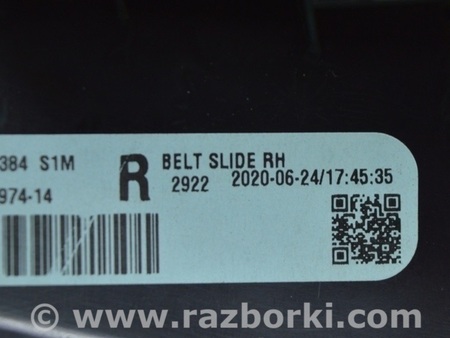 384 S1M R BELT SLIDE RH
974-14 2922 2020-06-24/17:45:35
© - www.razborki.com